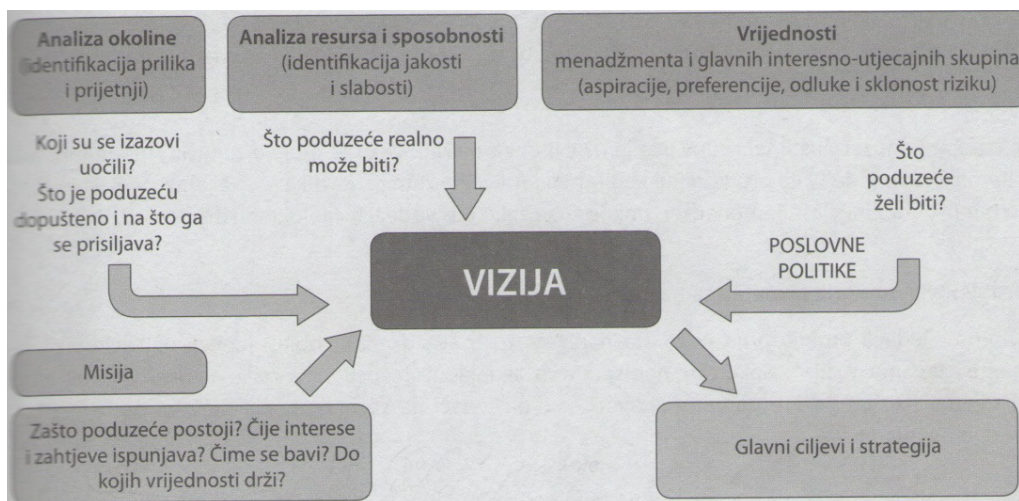 Analiza okoline
(identifikacija prilika
i prijetnji)
Analiza resursa i sposobnosti
(identifikacija jakosti
i slabosti)
Vrijednosti
menadžmenta i glavnih interesno-utjecajnih skupina
(aspiracije, preferencije, odluke i sklonost riziku)
Koji su se izazovi
uočili?
Što je poduzeću
dopušteno i na što ga
se prisiljava?
Što poduzeće realno
može biti?
Što
poduzeće
želi biti?
POSLOVNE
POLITIKE
VIZIJA
Misija
Zašto poduzeće postoji? Čije interese
i zahtjeve ispunjava? Čime se bavi? Do
kojih vrijednosti drži?
Glavni ciljevi i strategija